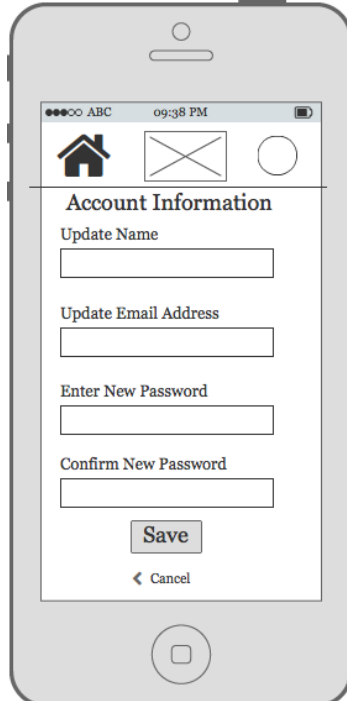 ABC 09:38 PM
Account Information
Update Name
Update Email Address
Enter New Password
Confirm New Password
Save
Cancel